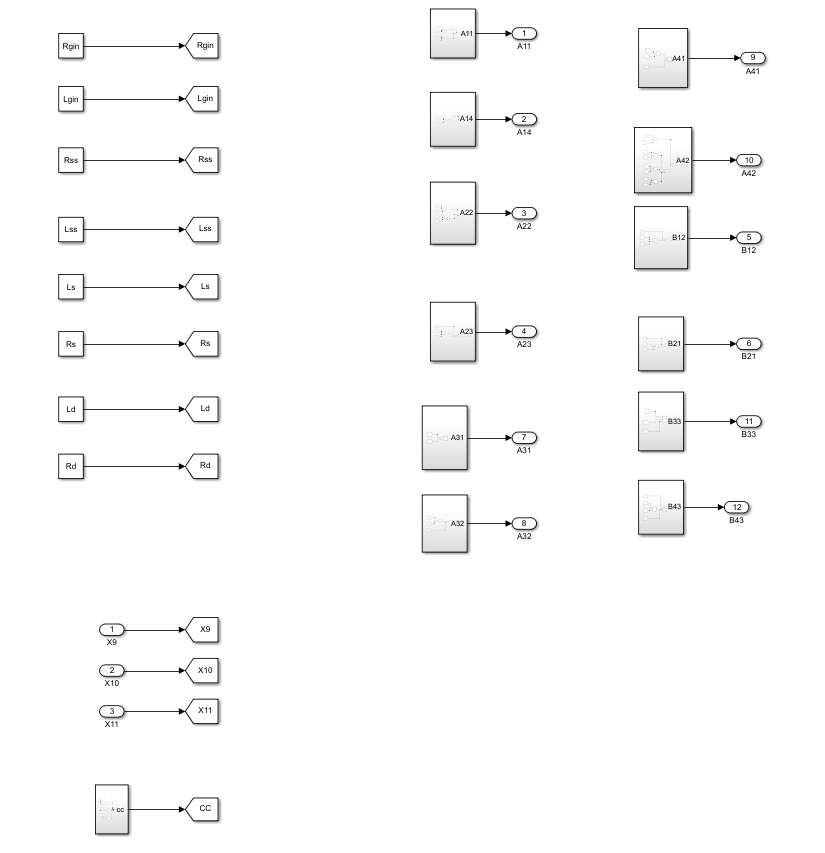 Rgin
Rgin
Lgin
Lgin
Rss
Rss
Lss
Lss
Ls
Ls
Rs
Rs
Ld
Ld
Rd
Rd
1
X9
X9
2
X10
X10
3
X11
X11
CC
CC
A11
1
A11
A14
2
A14
A22
3
A22
A23
4
A23
A31
7
A31
A32
8
A32
A41
9
A41
A42
10
A42
B12
5
B12
B21
6
B21
B33
11
B33
B43
12
B43